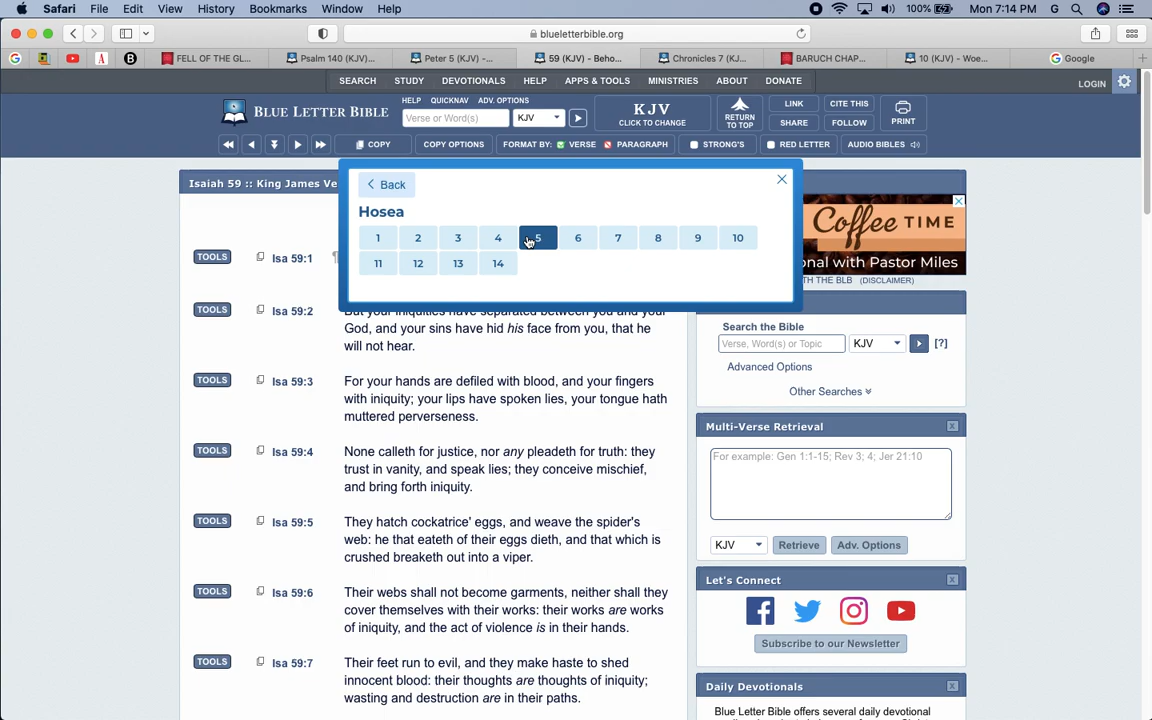 Safari File Edit View History Bookmarks Window Help 100% Mon 7:14 PM G
blueletterbible.org
G A B FELL OF THE GL... Psalm 140 (KJV)... Peter 5 (KJV) -... 59 (KJV) - Beho... Chronicles 7 (KJ... BARUCH CHAP... 10 (KJV) - Woe... Google
SEARCH STUDY DEVOTIONALS HELP APPS & TOOLS MINISTRIES ABOUT DONATE LOGIN
BLUE LETTER BIBLE
HELP QUICKNAV ADV. OPTIONS
Verse or Word(s) KJV
KJV
CLICK TO CHANGE
RETURN
TO TOP
LINK CITE THIS
SHARE FOLLOW
PRINT
COPY COPY OPTIONS FORMAT BY: VERSE PARAGRAPH STRONG'S RED LETTER AUDIO BIBLES
Isaiah 59 :: King James Ve
Back
Hosea
1 2 3 4 5 6 7 8 9 10
11 12 13 14
TOOLS Isa 59:1 ¶
TOOLS Isa 59:2 But your iniquities have separated between you and your
God, and your sins have hid his face from you, that he
will not hear.
TOOLS Isa 59:3 For your hands are defiled with blood, and your fingers
with iniquity; your lips have spoken lies, your tongue hath
muttered perverseness.
TOOLS Isa 59:4 None calleth for justice, nor any pleadeth for truth: they
trust in vanity, and speak lies; they conceive mischief,
and bring forth iniquity.
TOOLS Isa 59:5 They hatch cockatrice' eggs, and weave the spider's
web: he that eateth of their eggs dieth, and that which is
crushed breaketh out into a viper.
TOOLS Isa 59:6 Their webs shall not become garments, neither shall they
cover themselves with their works: their works are works
of iniquity, and the act of violence is in their hands.
TOOLS Isa 59:7 Their feet run to evil, and they make haste to shed
innocent blood: their thoughts are thoughts of iniquity;
wasting and destruction are in their paths.
Coffee TIME
onal with Pastor Miles
TH THE BLB (DISCLAIMER)
Search the Bible
Verse, Word(s) or Topic KJV [?]
Advanced Options
Other Searches
Multi-Verse Retrieval
For example: Gen 1:1-15; Rev 3; 4; Jer 21:10
KJV Retrieve Adv. Options
Let's Connect
Subscribe to our Newsletter
Daily Devotionals
Blue Letter Bible offers several daily devotional